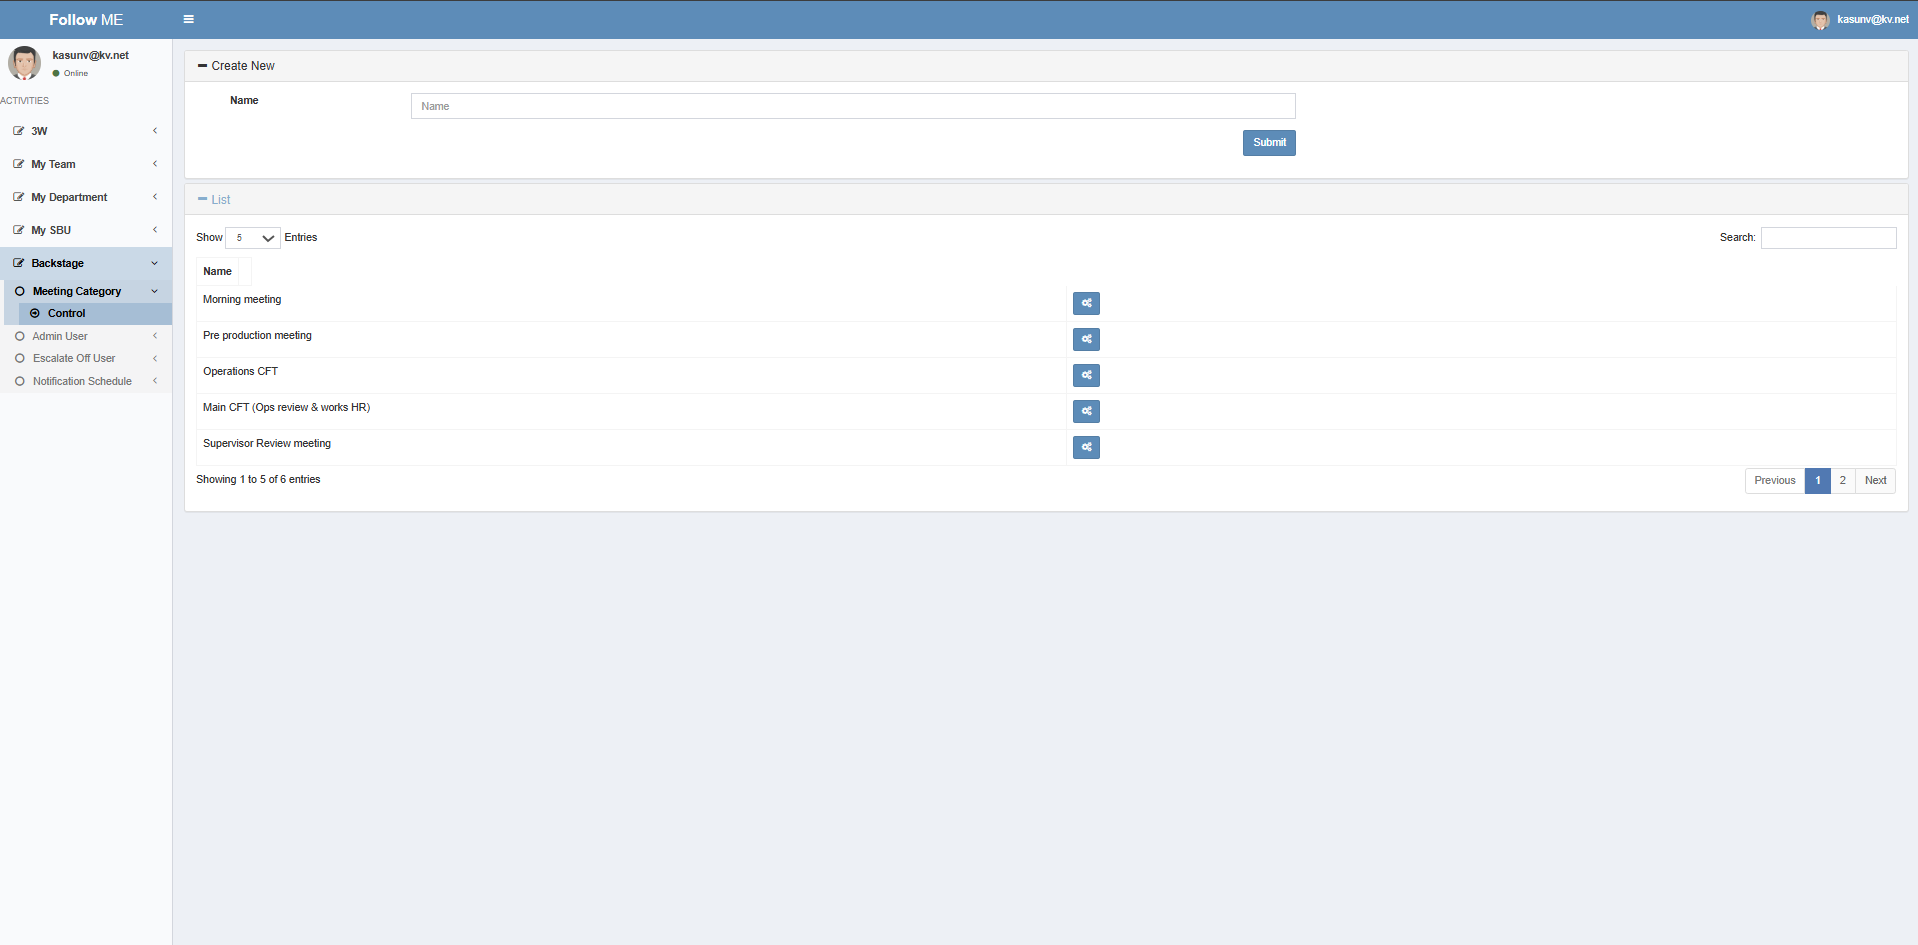 Follow ME
kasunv@kv.net
kasunv@kv.net
Online
ACTIVITIES
3W
My Team
My Department
My SBU
Backstage
Meeting Category
Control
Admin User
Escalate Off User
Notification Schedule
Create New
Name
Name
Submit
List
Show 5 Entries
Search:
Name
Morning meeting
Pre production meeting
Operations CFT
Main CFT (Ops review & works HR)
Supervisor Review meeting
Showing 1 to 5 of 6 entries
Previous 1 2 Next